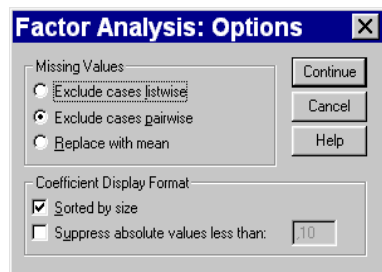 Factor Analysis: Options
Missing Values
Exclude cases listwise
Exclude cases pairwise
Replace with mean
Continue
Cancel
Help
Coefficient Display Format
Sorted by size
Suppress absolute values less than: ,10